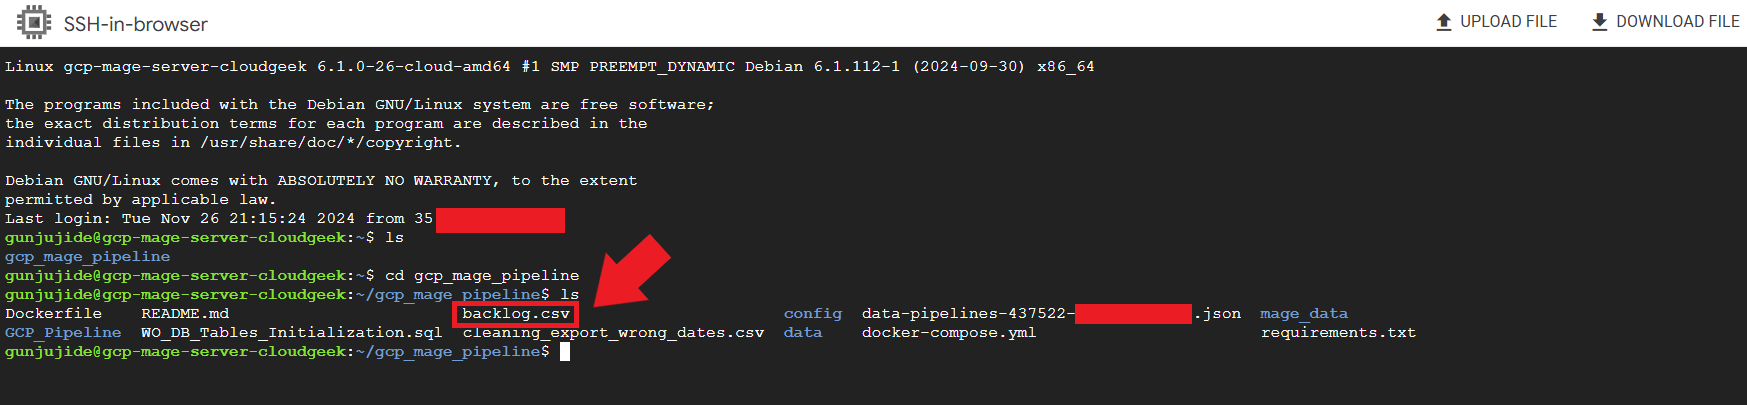 SSH-in-browser UPLOAD FILE DOWNLOAD FILE
Linux gcp-mage-server-cloudgeek 6.1.0-26-cloud-amd64 #1 SMP PREEMPT_DYNAMIC Debian 6.1.112-1 (2024-09-30) x86_64
The programs included with the Debian GNU/Linux system are free software;
the exact distribution terms for each program are described in the
individual files in /usr/share/doc/*/copyright.
Debian GNU/Linux comes with ABSOLUTELY NO WARRANTY, to the extent
permitted by applicable law.
Last login: Tue Nov 26 21:15:24 2024 from 35
gunjujide@gcp-mage-server-cloudgeek:~$ ls
gcp_mage_pipeline
gunjujide@gcp-mage-server-cloudgeek:~$ cd gcp_mage_pipeline
gunjujide@gcp-mage-server-cloudgeek:~/gcp_mage_pipeline$ ls
Dockerfile README.md backlog.csv config data-pipelines-437522- .json mage_data
GCP_Pipeline WO_DB_Tables_Initialization.sql cleaning_export_wrong_dates.csv data docker-compose.yml requirements.txt
gunjujide@gcp-mage-server-cloudgeek:~/gcp_mage_pipeline$